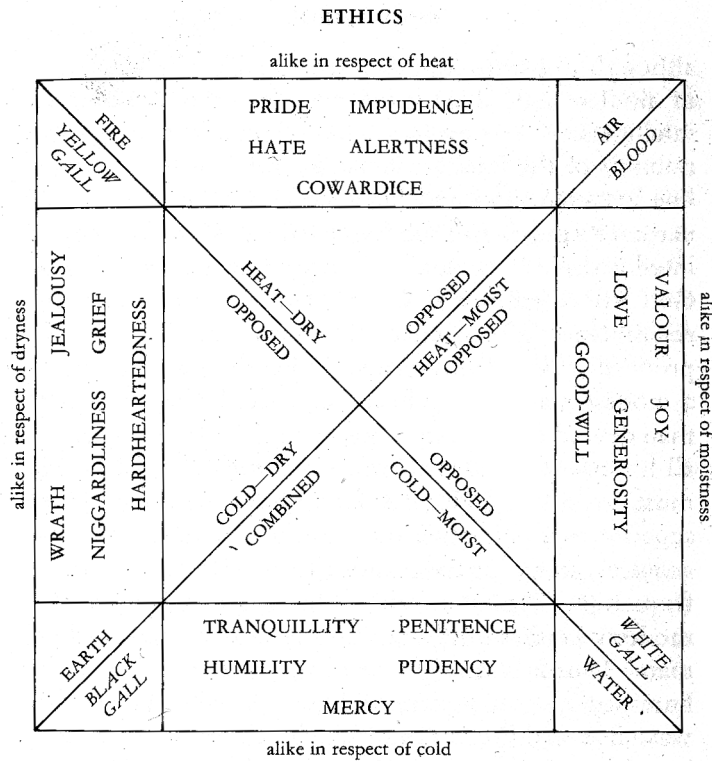 ETHICS
alike in respect of heat
FIRE
YELLOW
GALL
PRIDE IMPUDENCE
HATE ALERTNESS
COWARDICE
AIR
BLOOD
alike in respect of dryness
WRATH JEALOUSY
NIGGARDLINESS GRIEF
HARDHEARTEDNESS
HEAT—DRY
OPPOSED
OPPOSED
HEAT—MOIST
OPPOSED
COLD—DRY
COMBINED
OPPOSED
COLD—MOIST
VALOUR JOY
LOVE GENEROSITY
GOOD-WILL
alike in respect of moistness
EARTH
BLACK
GALL
TRANQUILLITY PENITENCE
HUMILITY PUDENCY
MERCY
WHITE
GALL
WATER
alike in respect of cold